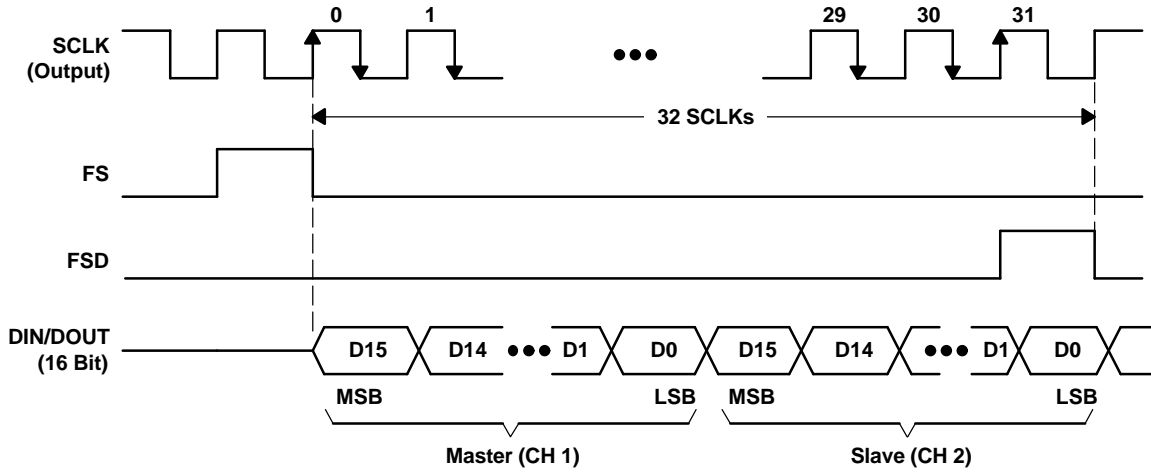 0 1 29 30 31
SCLK
(Output)
●●●
32 SCLKs
FS
FSD
DIN/DOUT
(16 Bit)
D15 D14 ●●● D1 D0 D15 D14 ●●● D1 D0
MSB LSB MSB LSB
Master (CH 1) Slave (CH 2)